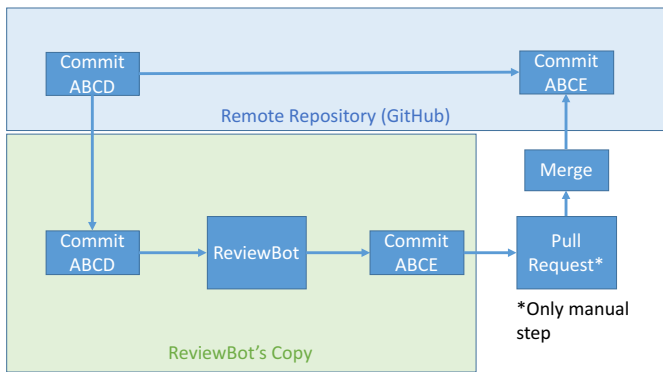 Commit
ABCD
Commit
ABCE
Remote Repository (GitHub)
Merge
Commit
ABCD
ReviewBot
Commit
ABCE
Pull
Request*
*Only manual
step
ReviewBot’s Copy